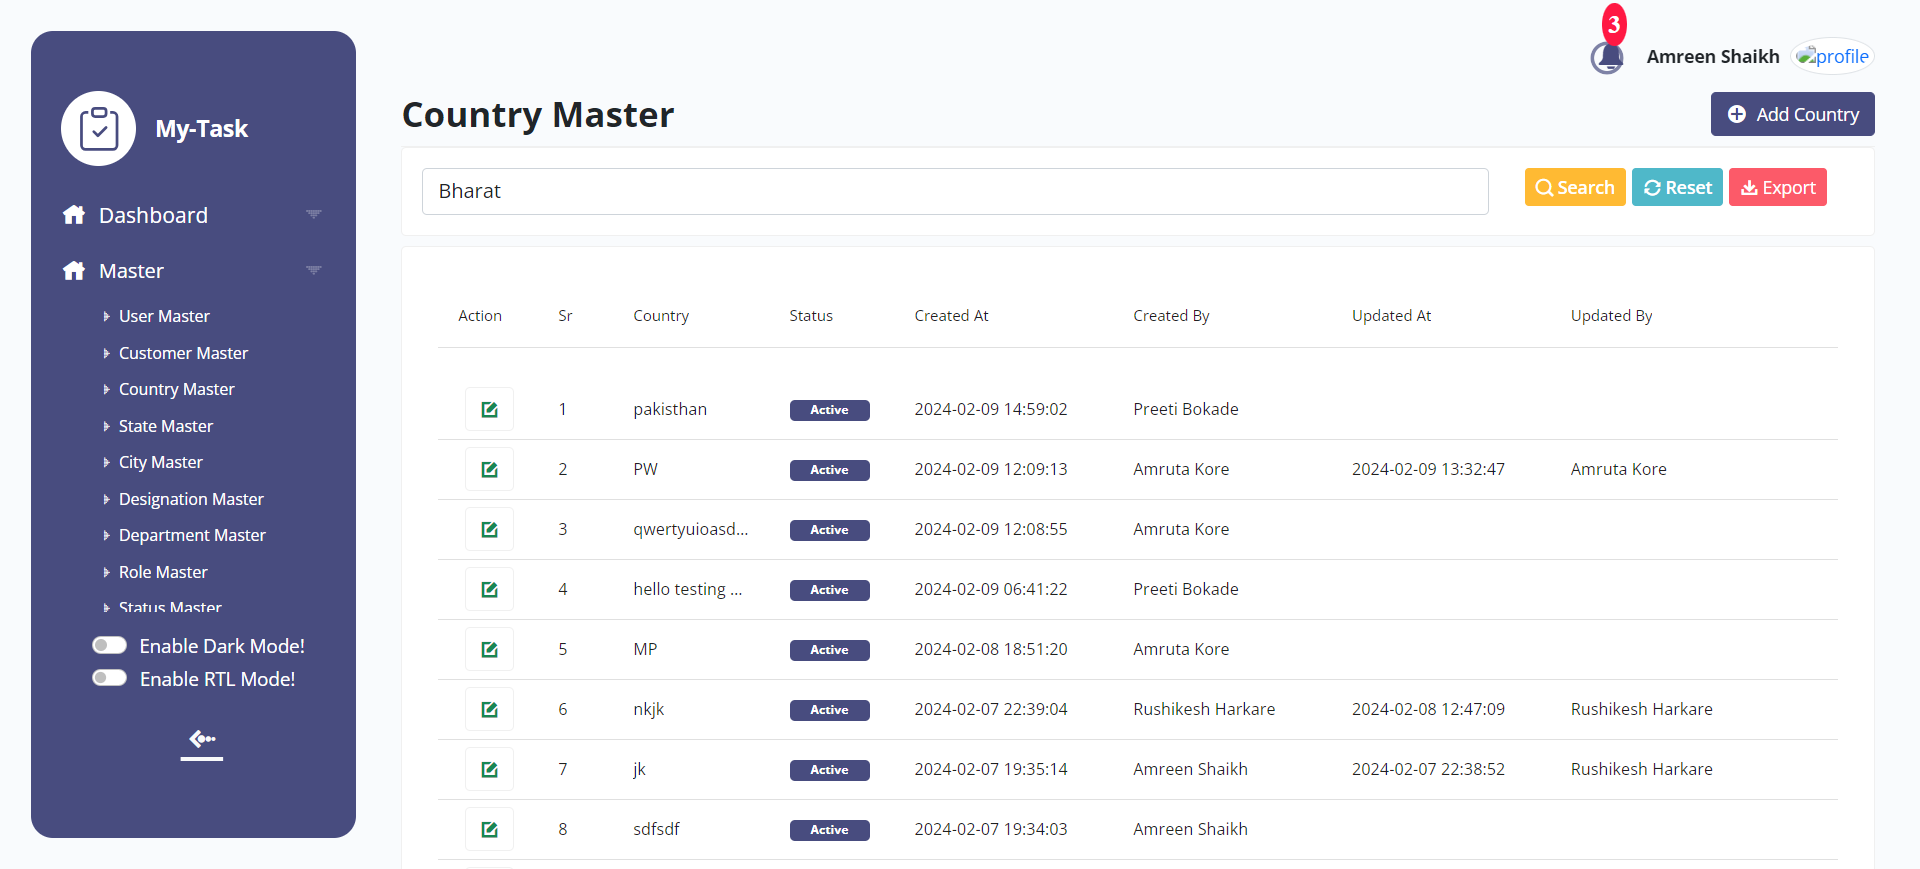 3
Amreen Shaikh profile
My-Task
Dashboard
Master
User Master
Customer Master
Country Master
State Master
City Master
Designation Master
Department Master
Role Master
Status Master
Enable Dark Mode!
Enable RTL Mode!
Country Master
Add Country
Bharat
Search Reset Export
Action Sr Country Status Created At Created By Updated At Updated By
1 pakisthan Active 2024-02-09 14:59:02 Preeti Bokade
2 PW Active 2024-02-09 12:09:13 Amruta Kore 2024-02-09 13:32:47 Amruta Kore
3 qwertyuioasd... Active 2024-02-09 12:08:55 Amruta Kore
4 hello testing ... Active 2024-02-09 06:41:22 Preeti Bokade
5 MP Active 2024-02-08 18:51:20 Amruta Kore
6 nkjk Active 2024-02-07 22:39:04 Rushikesh Harkare 2024-02-08 12:47:09 Rushikesh Harkare
7 jk Active 2024-02-07 19:35:14 Amreen Shaikh 2024-02-07 22:38:52 Rushikesh Harkare
8 sdfsdf Active 2024-02-07 19:34:03 Amreen Shaikh